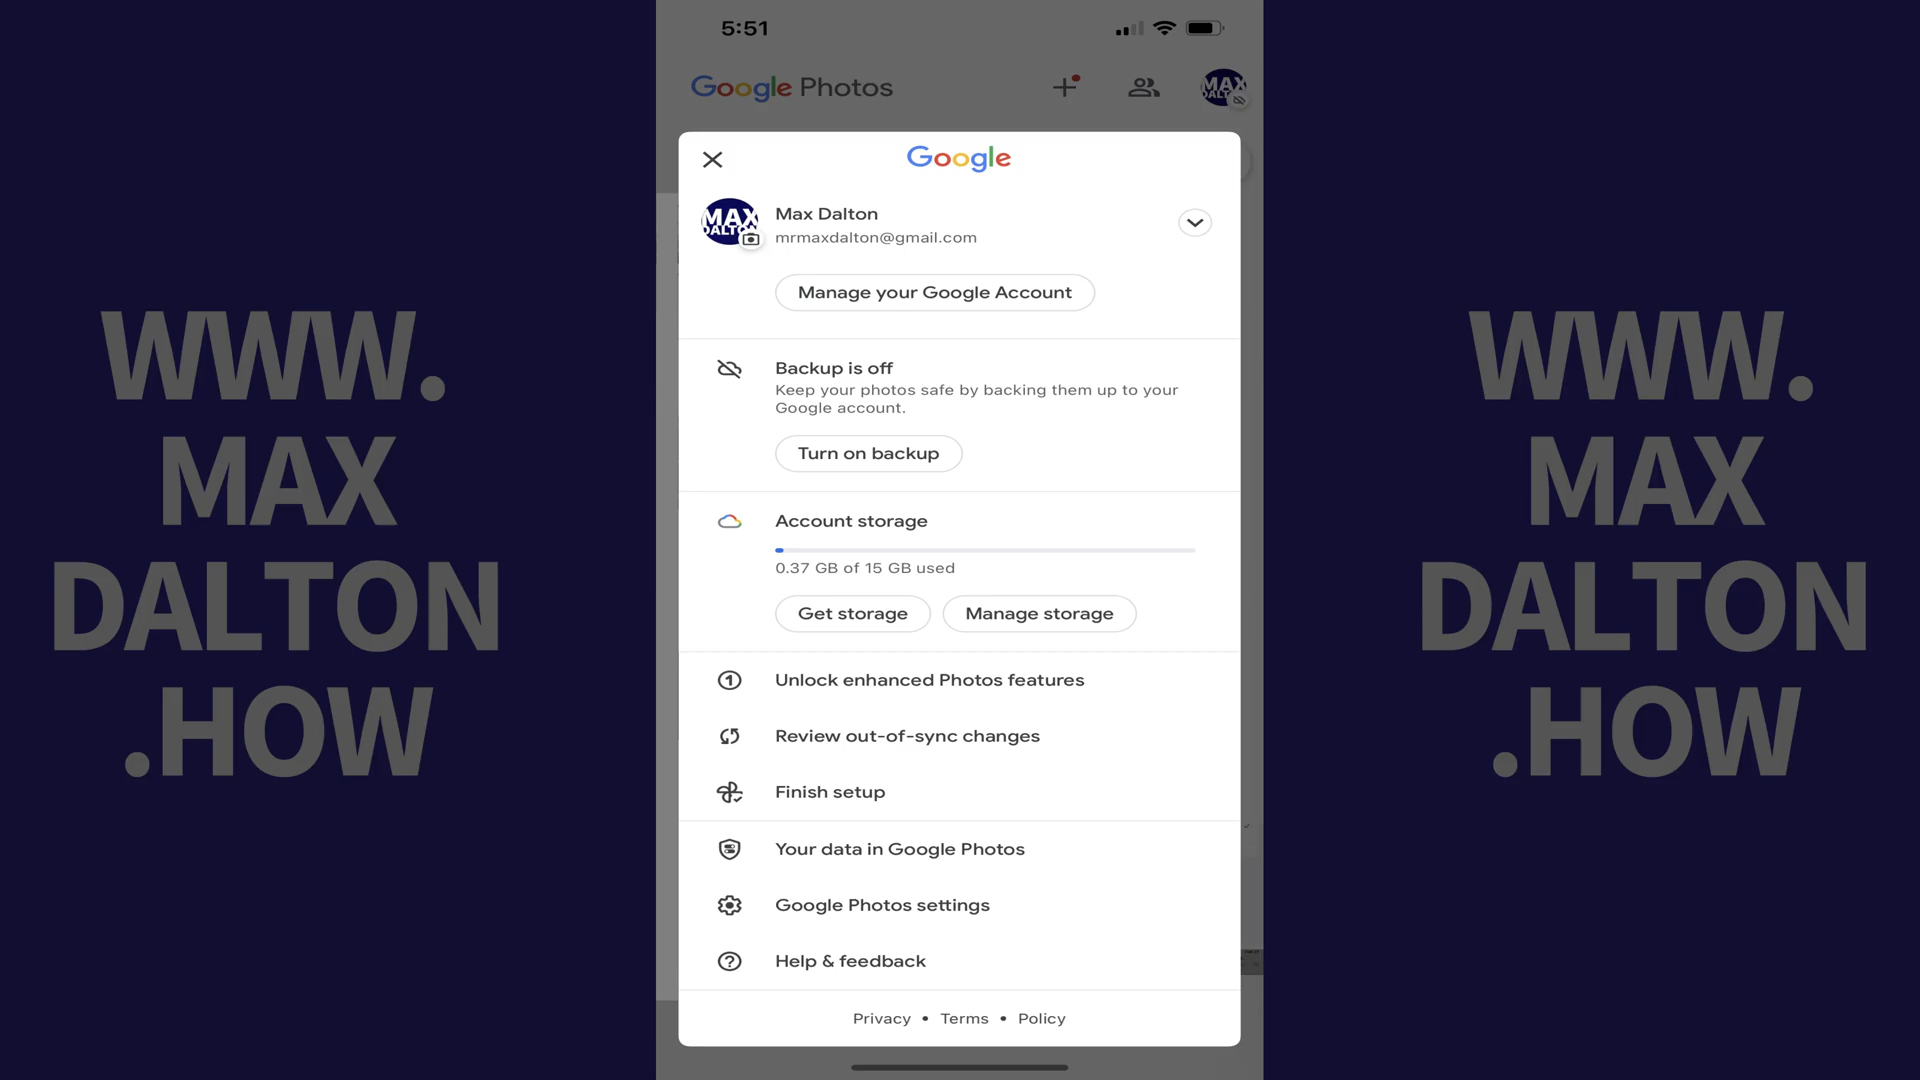 5:51
Google Photos
MAX
DALTON
Google
MAX
DALTON
Max Dalton
mrmaxdalton@gmail.com
Manage your Google Account
Backup is off
Keep your photos safe by backing them up to your
Google account.
Turn on backup
Account storage
0.37 GB of 15 GB used
Get storage
Manage storage
Unlock enhanced Photos features
Review out-of-sync changes
Finish setup
Your data in Google Photos
Google Photos settings
Help & feedback
Privacy • Terms • Policy
WWW.
MAX
DALTON
.HOW
WWW.
MAX
DALTON
.HOW